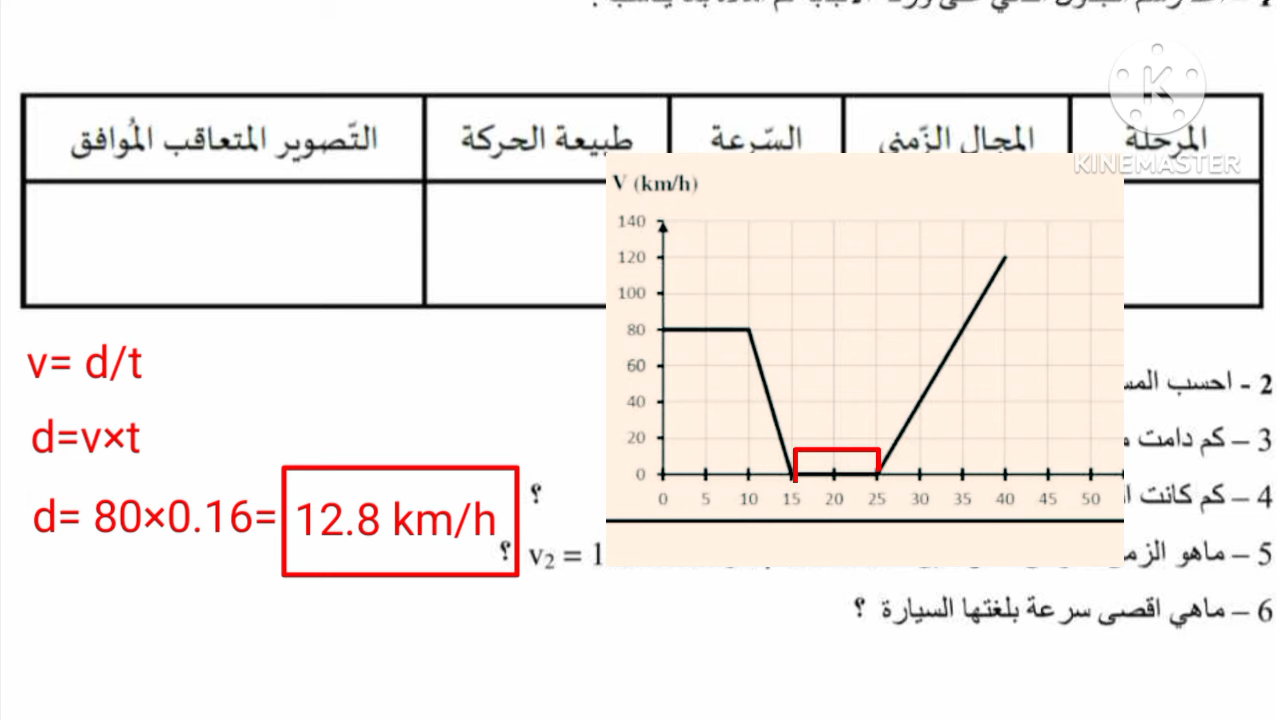 المرحلة المجال الزّمني السّرعة طبيعة الحركة التّصوير المتعاقب المُوافق
KINEMASTER
V (km/h)
140
120
100
80
60
40
20
0
0 5 10 15 20 25 30 35 40 45 50
v= d/t
d=v×t
d= 80×0.16= 12.8 km/h
2 - احسب
3 – كم دامت
4 – كم كانت
؟
5 – ماهو
v₂ = 1 ؟
6 – ماهي اقصى سرعة بلغتها السيارة ؟